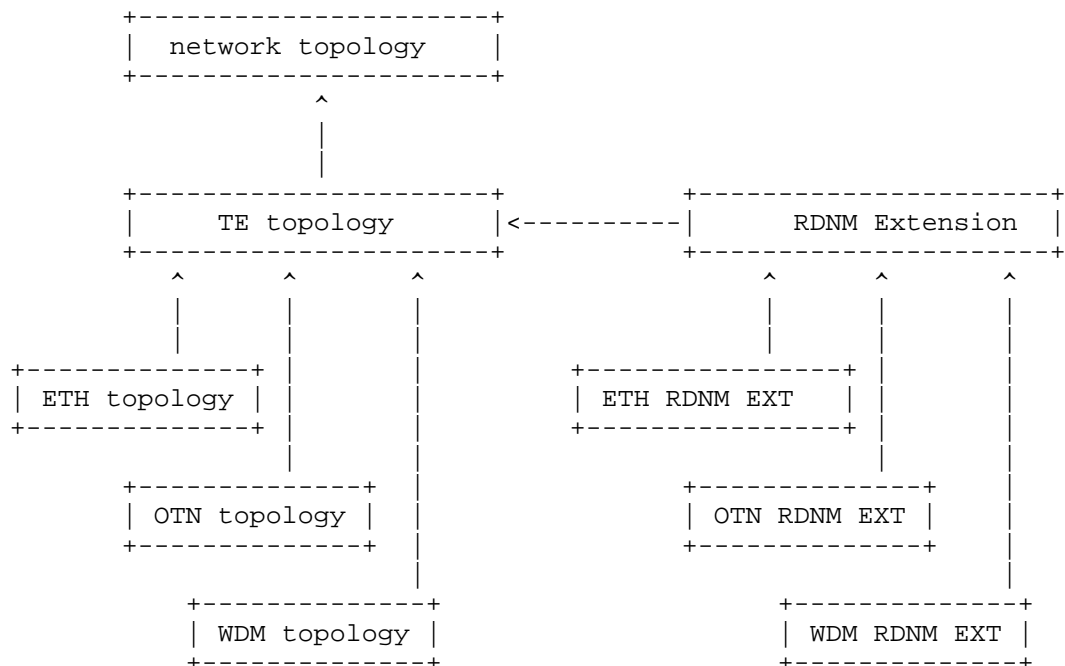 network topology
TE topology
RDNM Extension
ETH topology
ETH RDNM EXT
OTN topology
OTN RDNM EXT
WDM topology
WDM RDNM EXT